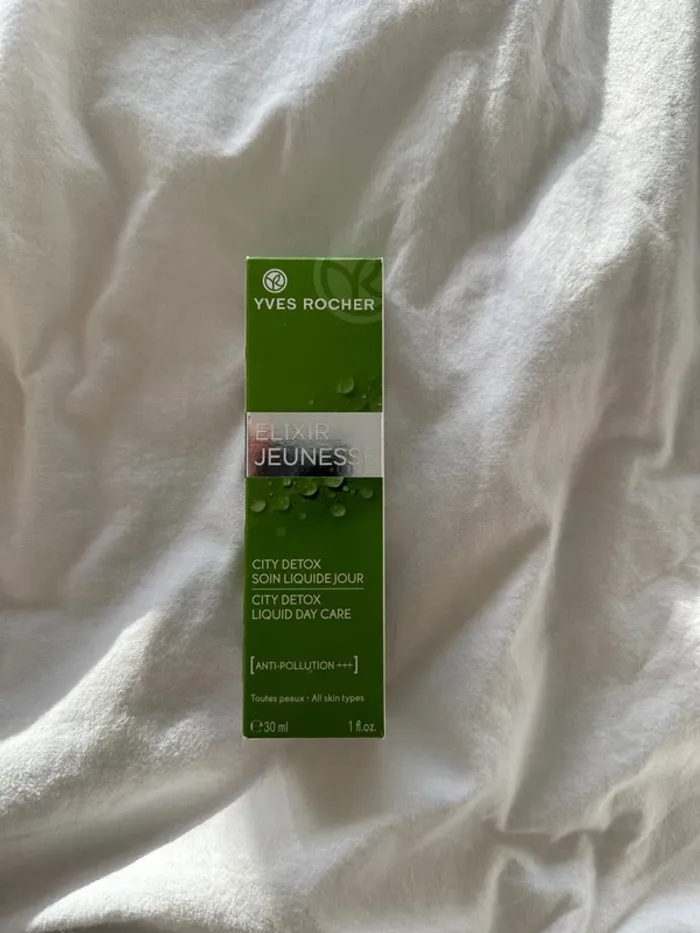 YVES ROCHER
ELIXIR
JEUNESSE
CITY DETOX
SOIN LIQUIDE JOUR
CITY DETOX
LIQUID DAY CARE
[ANTI-POLLUTION +++]
Toutes peaux • All skin types
℮30 ml 1 fl.oz.